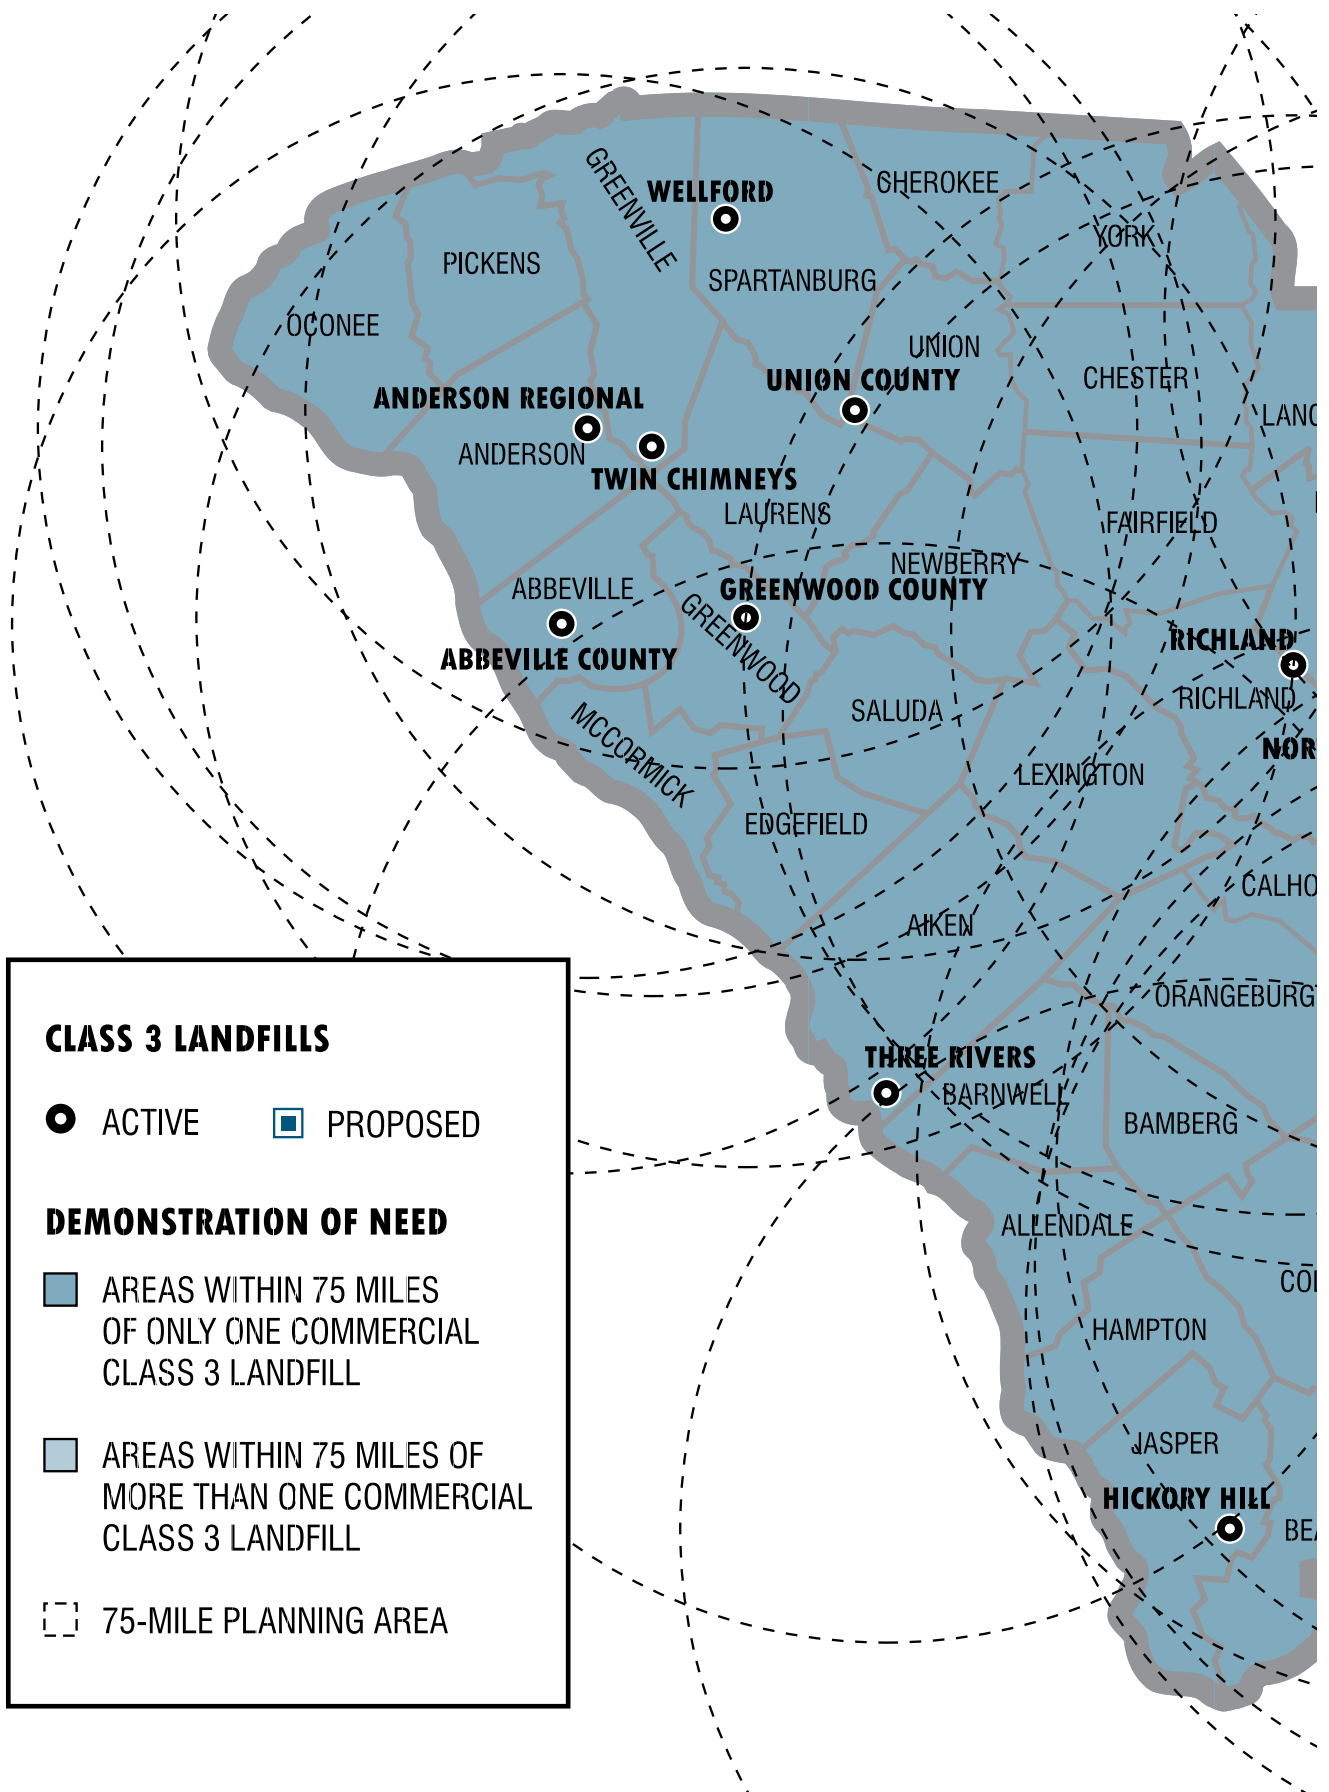 WELLFORD
CHEROKEE
GREENVILLE
YORK
PICKENS
SPARTANBURG
OCONEE
UNION
UNION COUNTY
CHESTER
ANDERSON REGIONAL
LANC
ANDERSON
TWIN CHIMNEYS
LAURENS
FAIRFIELD
NEWBERRY
ABBEVILLE
GREENWOOD COUNTY
GREENWOOD
RICHLAND
ABBEVILLE COUNTY
RICHLAND
SALUDA
MCCORMICK
NOR
LEXINGTON
EDGEFIELD
CALHO
AIKEN
ORANGEBURG
THREE RIVERS
BARNWELL
BAMBERG
ALLENDALE
COL
HAMPTON
JASPER
HICKORY HILL
BEA
CLASS 3 LANDFILLS
ACTIVE
PROPOSED
DEMONSTRATION OF NEED
AREAS WITHIN 75 MILES
OF ONLY ONE COMMERCIAL
CLASS 3 LANDFILL
AREAS WITHIN 75 MILES OF
MORE THAN ONE COMMERCIAL
CLASS 3 LANDFILL
75-MILE PLANNING AREA